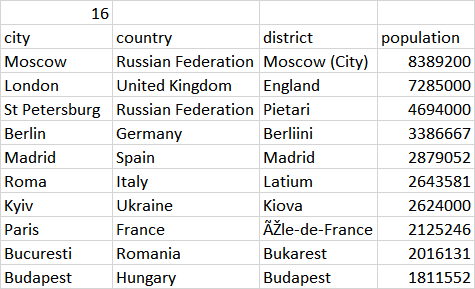 16
city country district population
Moscow Russian Federation Moscow (City) 8389200
London United Kingdom England 7285000
St Petersburg Russian Federation Pietari 4694000
Berlin Germany Berliini 3386667
Madrid Spain Madrid 2879052
Roma Italy Latium 2643581
Kyiv Ukraine Kiova 2624000
Paris France ÃŽle-de-France 2125246
Bucuresti Romania Bukarest 2016131
Budapest Hungary Budapest 1811552